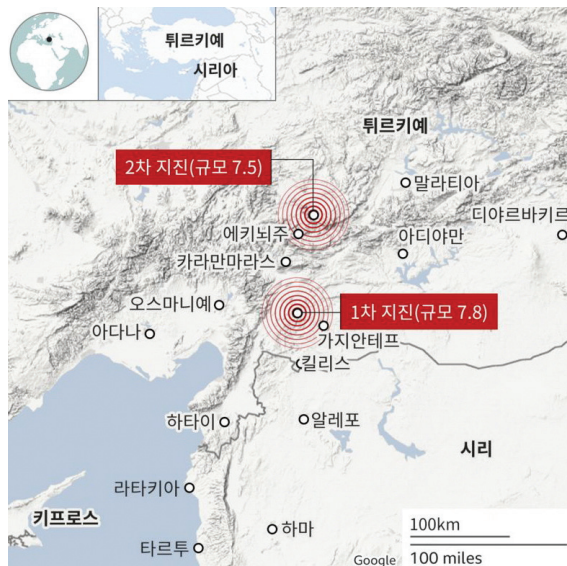 튀르키예
시리아
튀르키예
2차 지진(규모 7.5)
말라티아
디야르바키르
에키뇌주
아디야만
카라만마라스
오스마니예
1차 지진(규모 7.8)
아다나
가지안테프
킬리스
하타이
알레포
시리
라타키아
키프로스
하마
100km
타르투
Google
100 miles